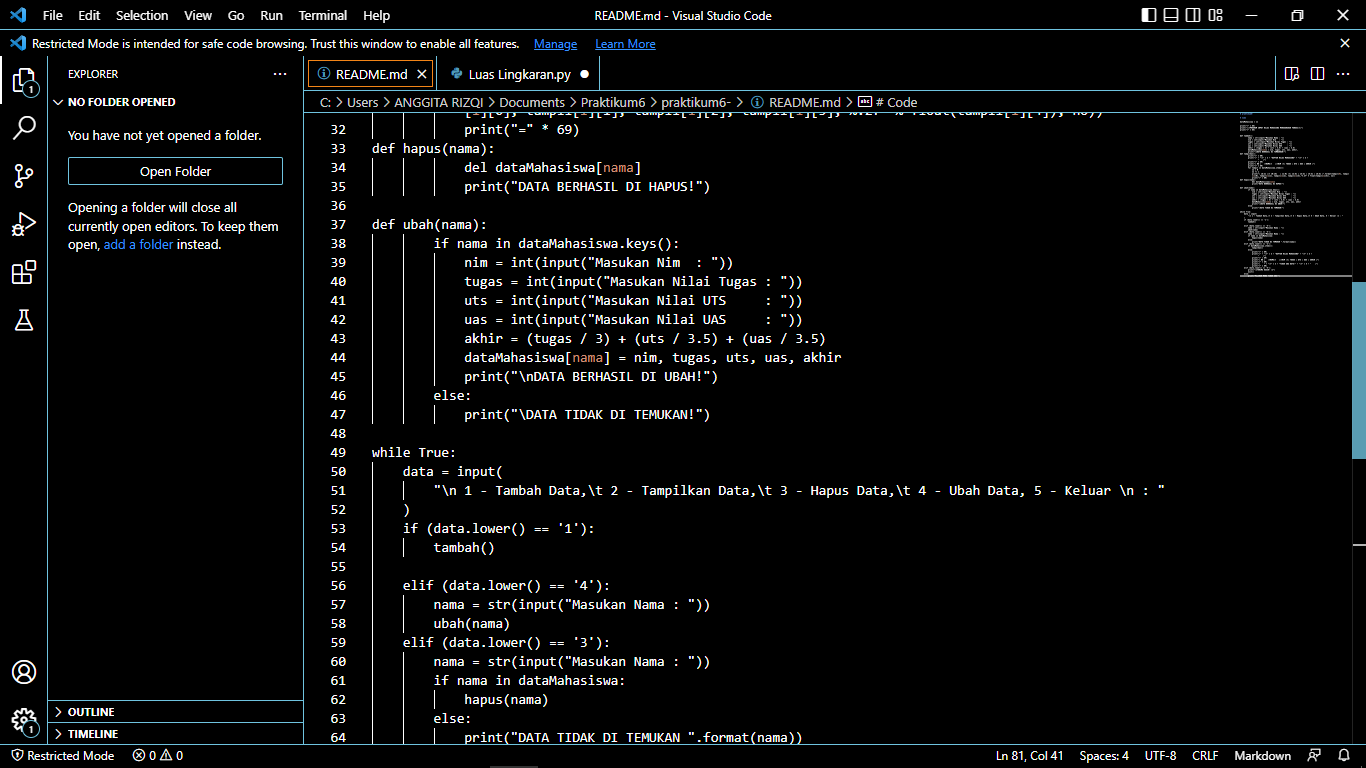 File Edit Selection View Go Run Terminal Help README.md - Visual Studio Code
Restricted Mode is intended for safe code browsing. Trust this window to enable all features. Manage Learn More
EXPLORER
NO FOLDER OPENED
You have not yet opened a folder.
Open Folder
Opening a folder will close all
currently open editors. To keep them
open, add a folder instead.
OUTLINE
TIMELINE
README.md Luas Lingkaran.py
C: > Users > ANGGITA RIZQI > Documents > Praktikum6 > praktikum6- > README.md > # Code
32 print("=" * 69)
33 def hapus(nama):
34 del dataMahasiswa[nama]
35 print("DATA BERHASIL DI HAPUS!")
36
37 def ubah(nama):
38 if nama in dataMahasiswa.keys():
39 nim = int(input("Masukan Nim  : "))
40 tugas = int(input("Masukan Nilai Tugas : "))
41 uts = int(input("Masukan Nilai UTS     : "))
42 uas = int(input("Masukan Nilai UAS     : "))
43 akhir = (tugas / 3) + (uts / 3.5) + (uas / 3.5)
44 dataMahasiswa[nama] = nim, tugas, uts, uas, akhir
45 print("\nDATA BERHASIL DI UBAH!")
46 else:
47 print("\DATA TIDAK DI TEMUKAN!")
48
49 while True:
50 data = input(
51 "\n 1 - Tambah Data,\t 2 - Tampilkan Data,\t 3 - Hapus Data,\t 4 - Ubah Data, 5 - Keluar \n : "
52 )
53 if (data.lower() == '1'):
54 tambah()
55
56 elif (data.lower() == '4'):
57 nama = str(input("Masukan Nama : "))
58 ubah(nama)
59 elif (data.lower() == '3'):
60 nama = str(input("Masukan Nama : "))
61 if nama in dataMahasiswa:
62 hapus(nama)
63 else:
64 print("DATA TIDAK DI TEMUKAN ".format(nama))
Restricted Mode 0 0 Ln 81, Col 41 Spaces: 4 UTF-8 CRLF Markdown